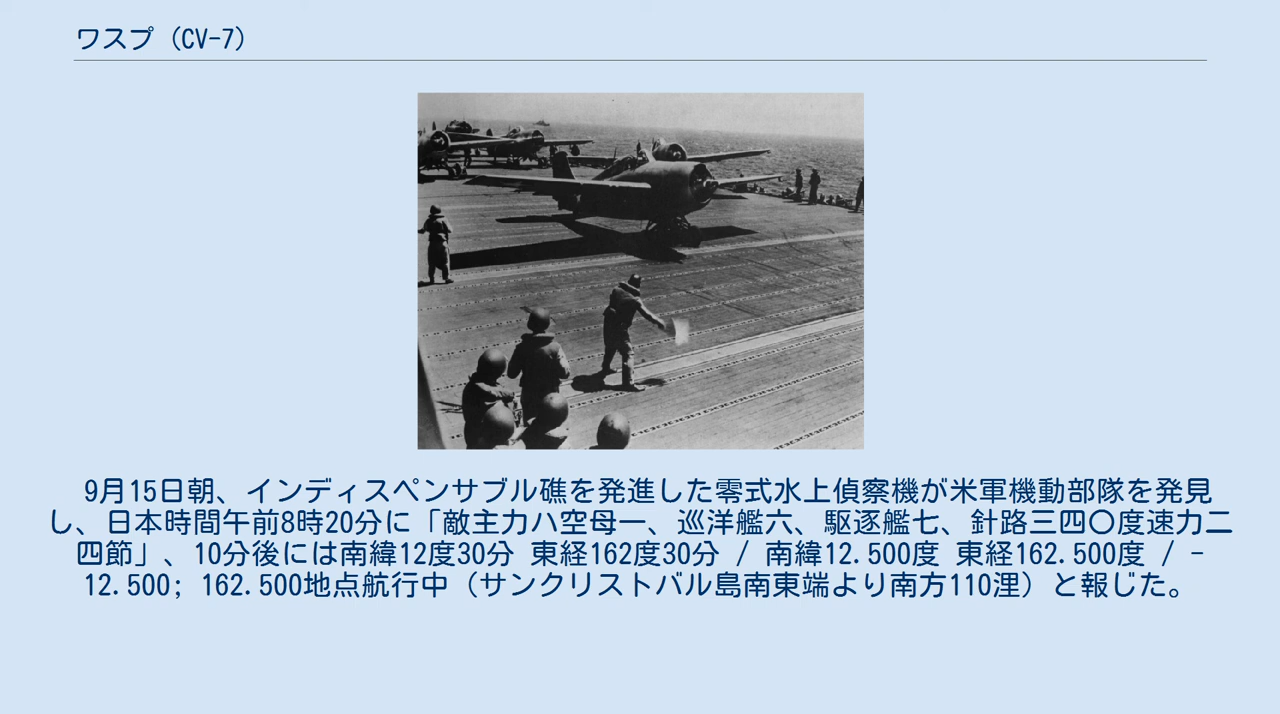 ワスプ（CV-7）
9月15日朝、インディスペンサブル礁を発進した零式水上偵察機が米軍機動部隊を発見
し、日本時間午前8時20分に「敵主力ハ空母一、巡洋艦六、駆逐艦七、針路三四〇度速力二
四節」、10分後には南緯12度30分 東経162度30分 / 南緯12.500度 東経162.500度 / -
12.500; 162.500地点航行中（サンクリストバル島南東端より南方110浬）と報じた。